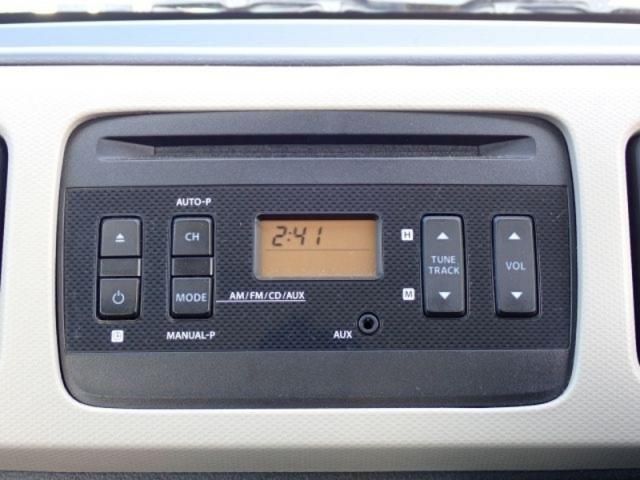 AUTO-P
CH
2:41
H
TUNE
TRACK
VOL
MODE
AM/FM/CD/AUX
M
MANUAL-P
AUX